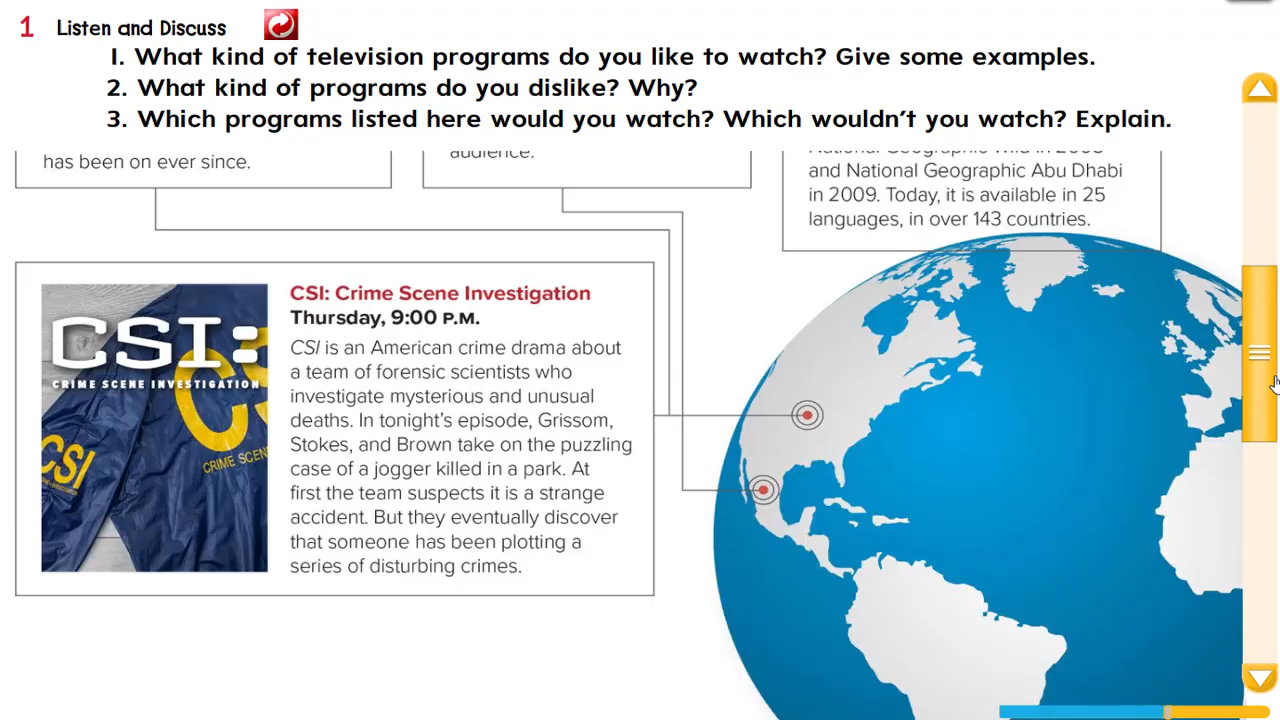 1 Listen and Discuss
1. What kind of television programs do you like to watch? Give some examples.
2. What kind of programs do you dislike? Why?
3. Which programs listed here would you watch? Which wouldn't you watch? Explain.
has been on ever since.
audience.
and National Geographic Abu Dhabi
in 2009. Today, it is available in 25
languages, in over 143 countries.
CSI:
CRIME SCENE INVESTIGATION
CSI
CSI: Crime Scene Investigation
Thursday, 9:00 P.M.
CSI is an American crime drama about
a team of forensic scientists who
investigate mysterious and unusual
deaths. In tonight's episode, Grissom,
Stokes, and Brown take on the puzzling
case of a jogger killed in a park. At
first the team suspects it is a strange
accident. But they eventually discover
that someone has been plotting a
series of disturbing crimes.